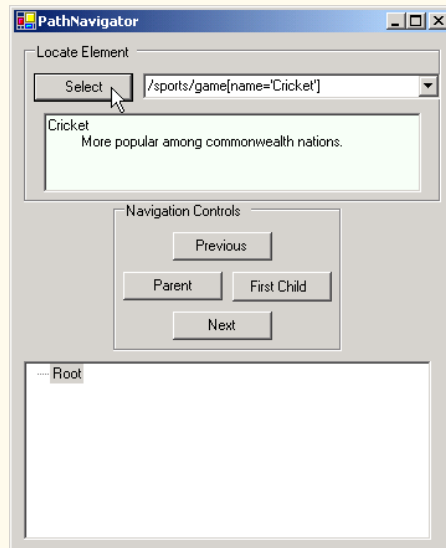 PathNavigator
Locate Element
Select
/sports/game[name='Cricket']
Cricket
More popular among commonwealth nations.
Navigation Controls
Previous
Parent
First Child
Next
Root